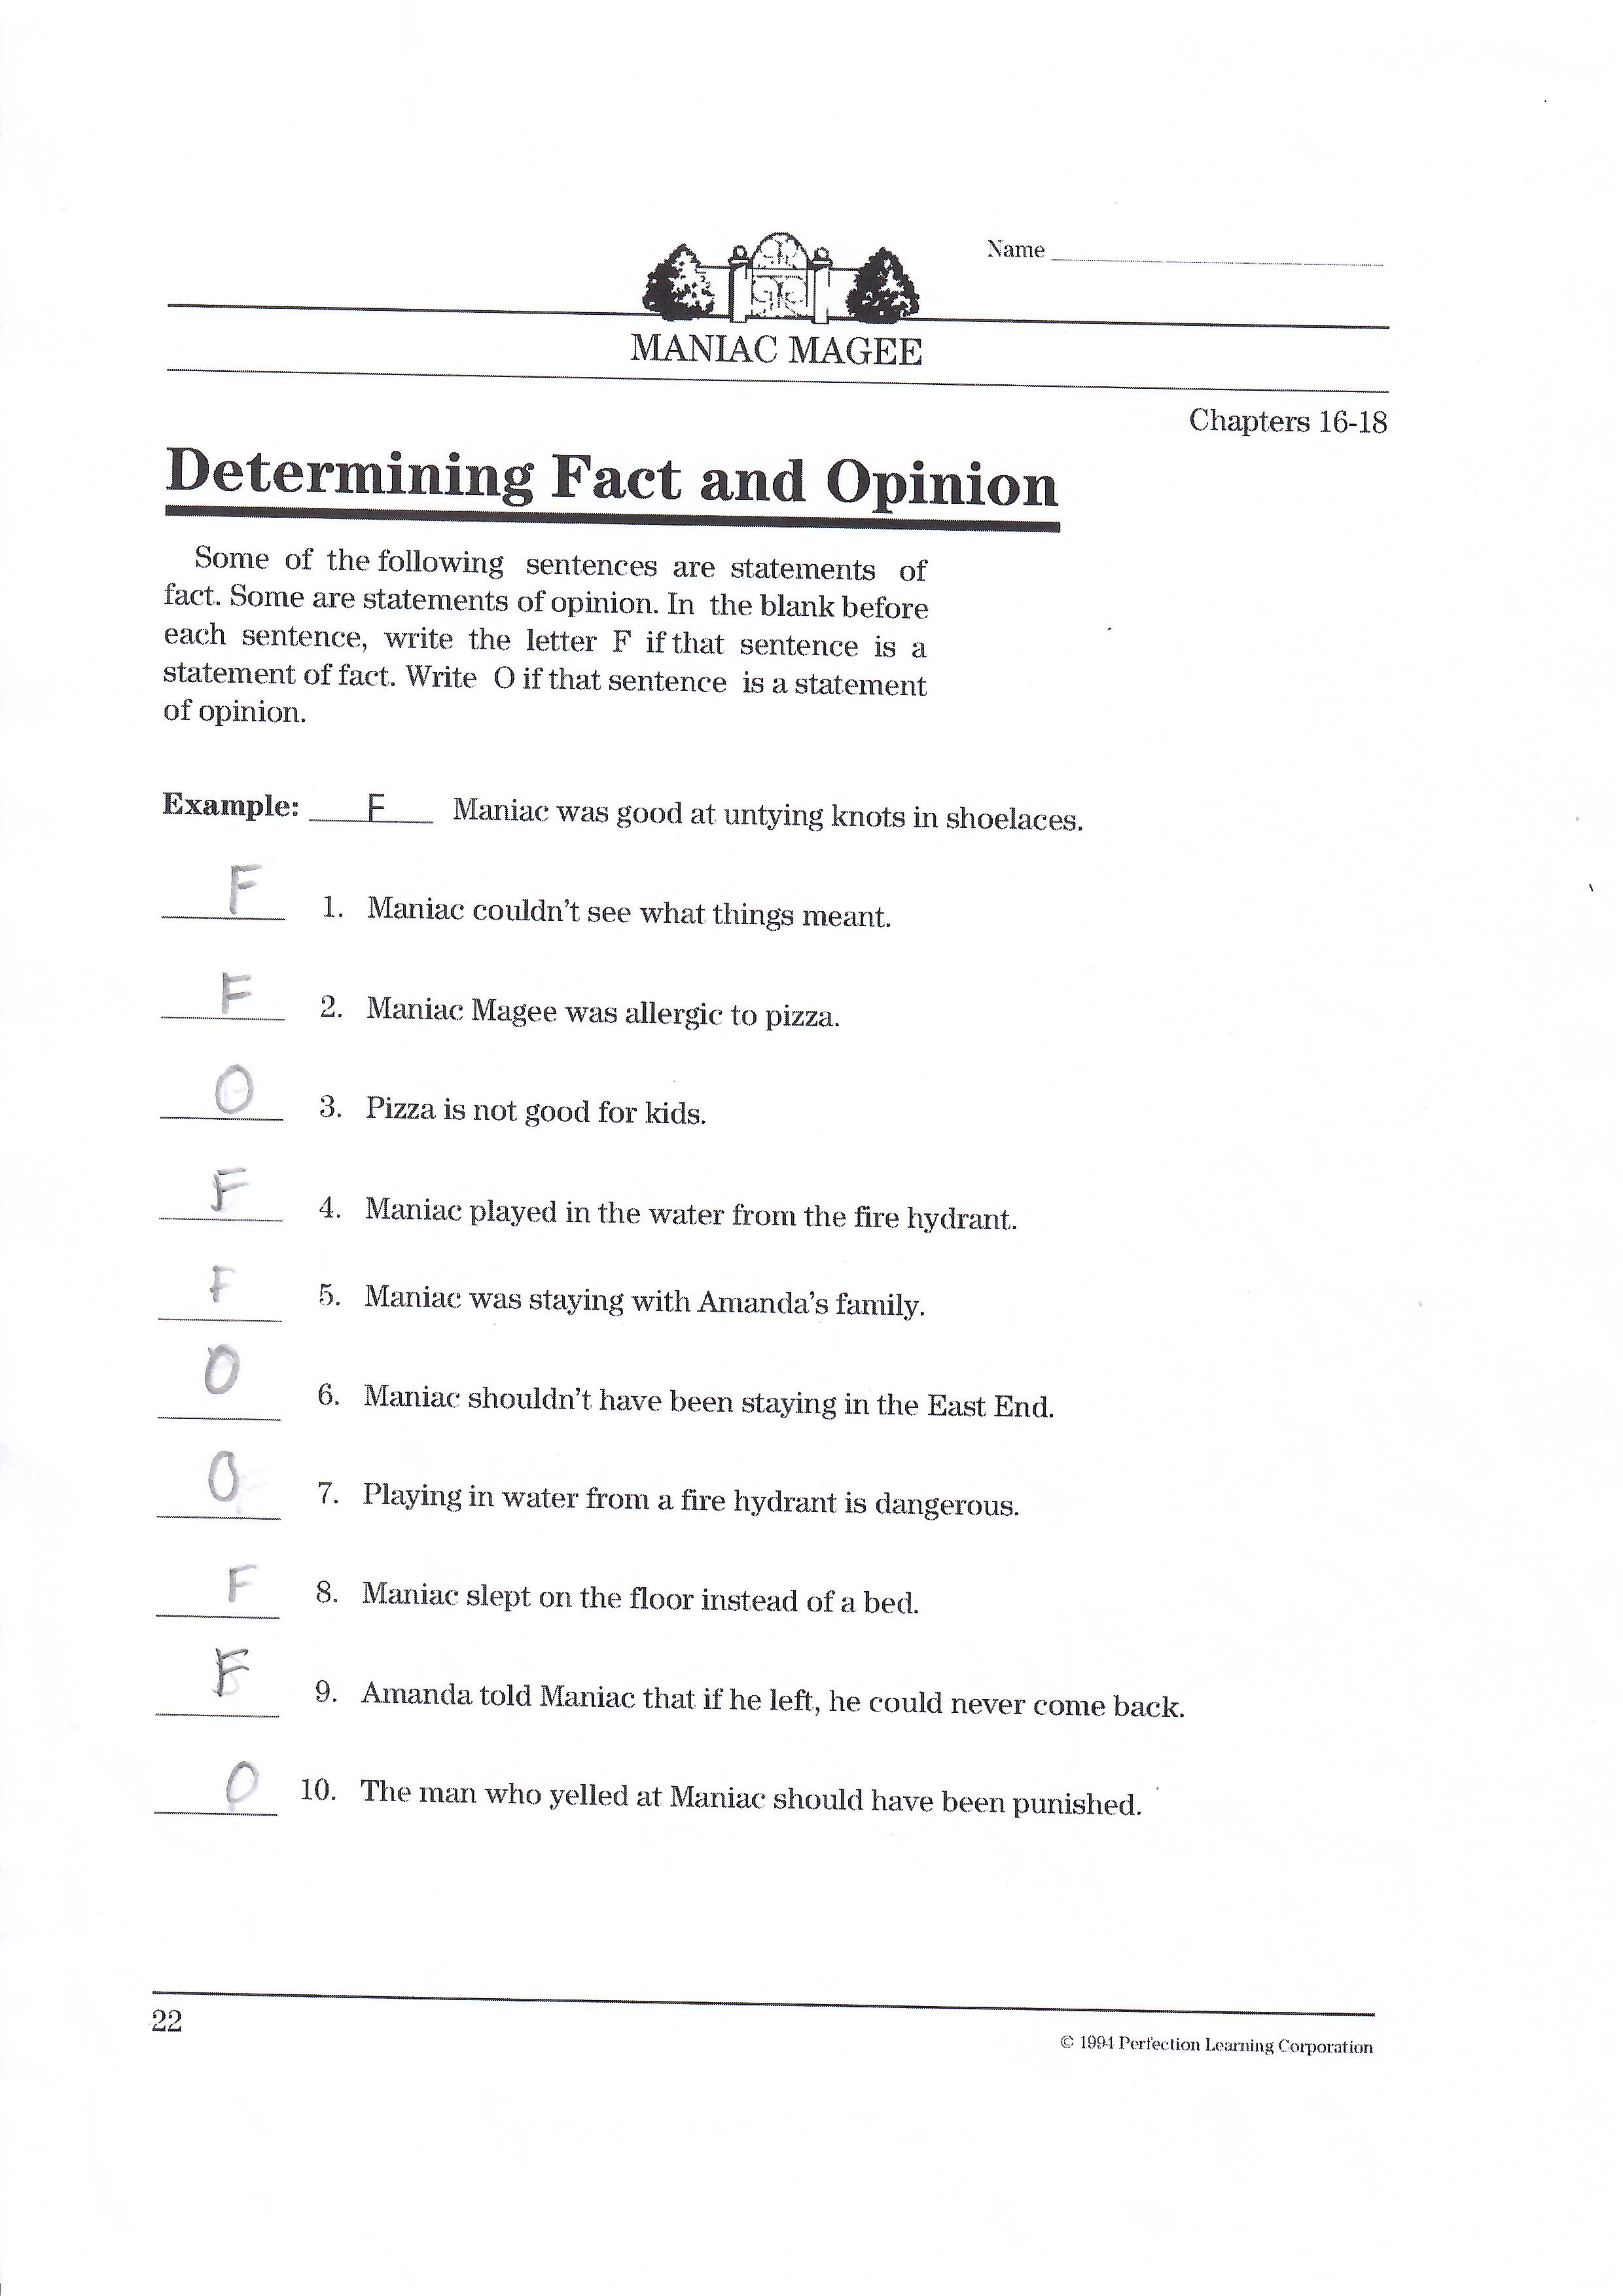 Name
MANIAC MAGEE
Chapters 16-18
Determining Fact and Opinion
Some of the following sentences are statements of
fact. Some are statements of opinion. In the blank before
each sentence, write the letter F if that sentence is a
statement of fact. Write O if that sentence is a statement
of opinion.
Example: F Maniac was good at untying knots in shoelaces.
F 1. Maniac couldn't see what things meant.
F 2. Maniac Magee was allergic to pizza.
O 3. Pizza is not good for kids.
F 4. Maniac played in the water from the fire hydrant.
F 5. Maniac was staying with Amanda's family.
O 6. Maniac shouldn't have been staying in the East End.
O 7. Playing in water from a fire hydrant is dangerous.
F 8. Maniac slept on the floor instead of a bed.
F 9. Amanda told Maniac that if he left, he could never come back.
O 10. The man who yelled at Maniac should have been punished.
22
© 1994 Perfection Learning Corporation